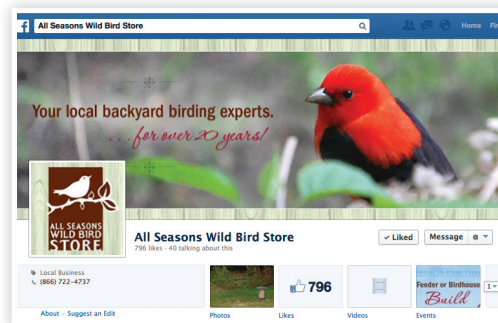 All Seasons Wild Bird Store
Home
Your local backyard birding experts.
. . . for over 20 years!
ALL SEASONS
WILD BIRD
STORE
All Seasons Wild Bird Store
796 likes · 40 talking about this
✓ Liked
Message
Local Business
(866) 722-4737
About – Suggest an Edit
Photos
796
Likes
Videos
Feeder or Birdhouse
Build
Events
1